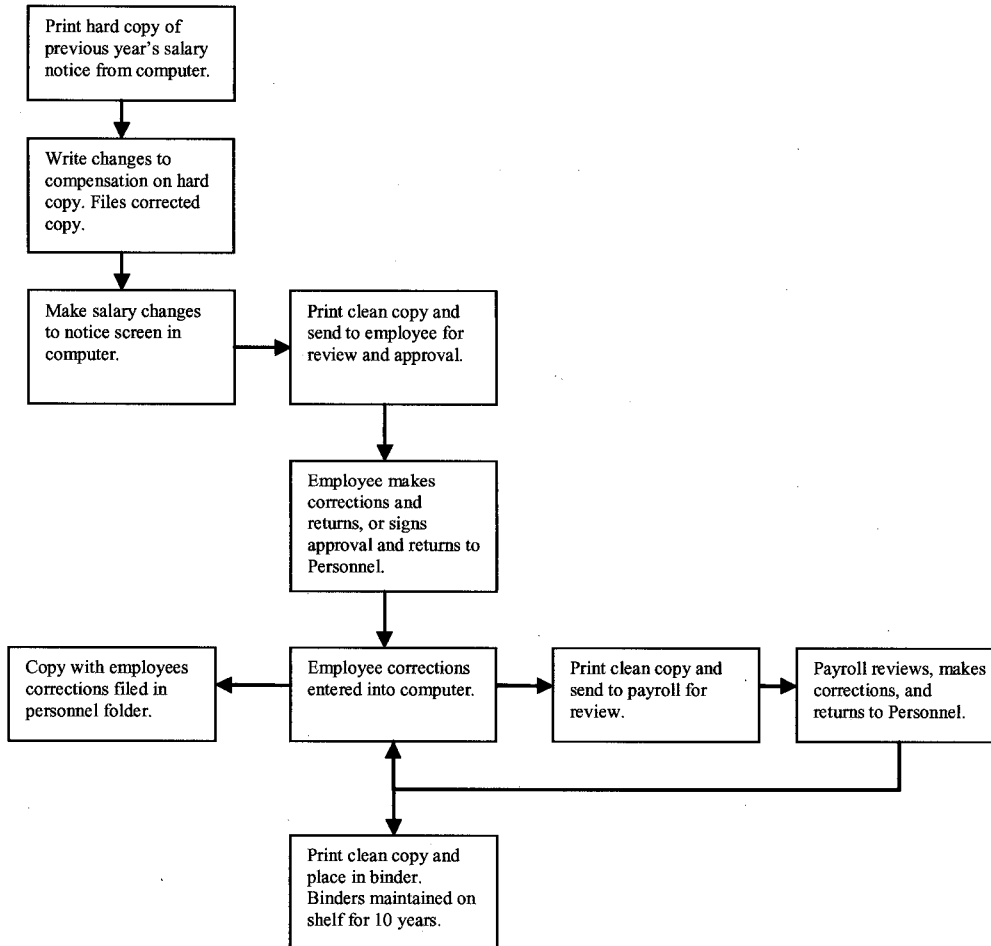 Print hard copy of
previous year's salary
notice from computer.
Write changes to
compensation on hard
copy. Files corrected
copy.
Make salary changes
to notice screen in
computer.
Print clean copy and
send to employee for
review and approval.
Employee makes
corrections and
returns, or signs
approval and returns to
Personnel.
Copy with employees
corrections filed in
personnel folder.
Employee corrections
entered into computer.
Print clean copy and
send to payroll for
review.
Payroll reviews, makes
corrections, and
returns to Personnel.
Print clean copy and
place in binder.
Binders maintained on
shelf for 10 years.